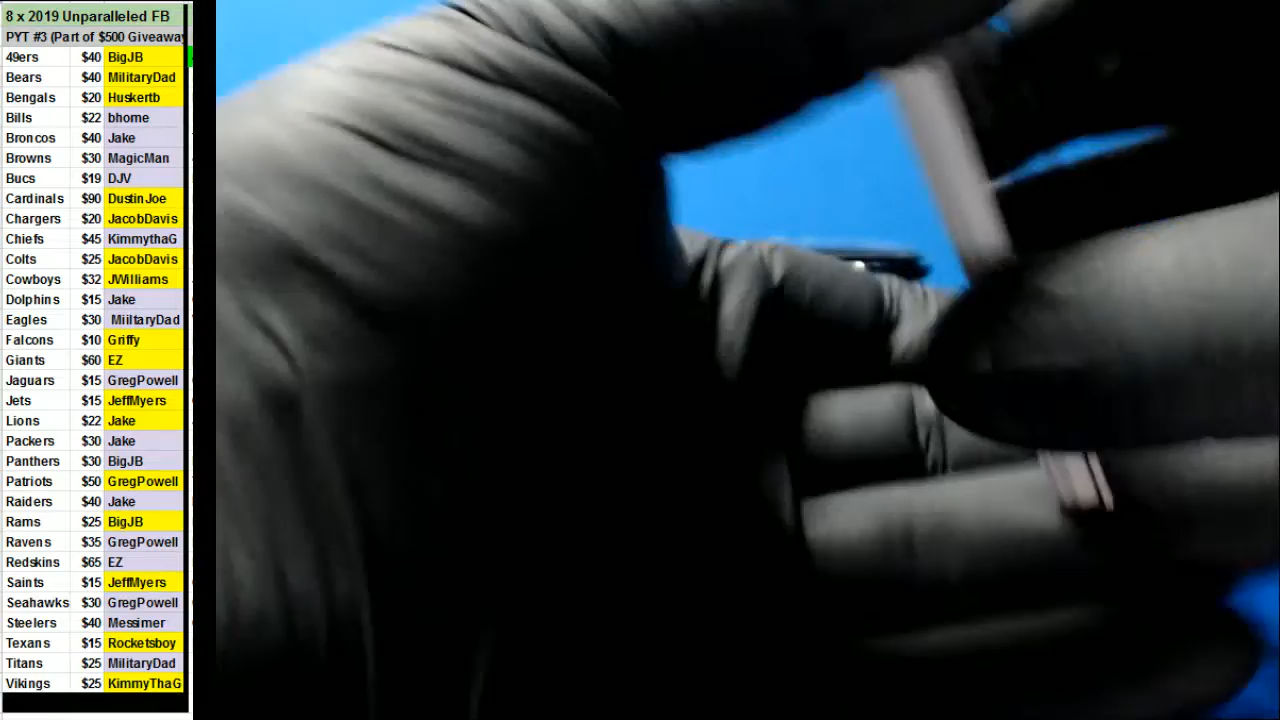 8 x 2019 Unparalleled FB
PYT #3 (Part of $500 Giveaway
49ers $40 BigJB
Bears $40 MilitaryDad
Bengals $20 Huskertb
Bills $22 bhorne
Broncos $40 Jake
Browns $30 MagicMan
Bucs $19 DJV
Cardinals $90 DustinJoe
Chargers $20 JacobDavis
Chiefs $45 KimmythaG
Colts $25 JacobDavis
Cowboys $32 JWilliams
Dolphins $15 Jake
Eagles $30 MiiltaryDad
Falcons $10 Griffy
Giants $60 EZ
Jaguars $15 GregPowell
Jets $15 JeffMyers
Lions $22 Jake
Packers $30 Jake
Panthers $30 BigJB
Patriots $50 GregPowell
Raiders $40 Jake
Rams $25 BigJB
Ravens $35 GregPowell
Redskins $65 EZ
Saints $15 JeffMyers
Seahawks $30 GregPowell
Steelers $40 Messimer
Texans $15 Rocketsboy
Titans $25 MilitaryDad
Vikings $25 KimmyThaG